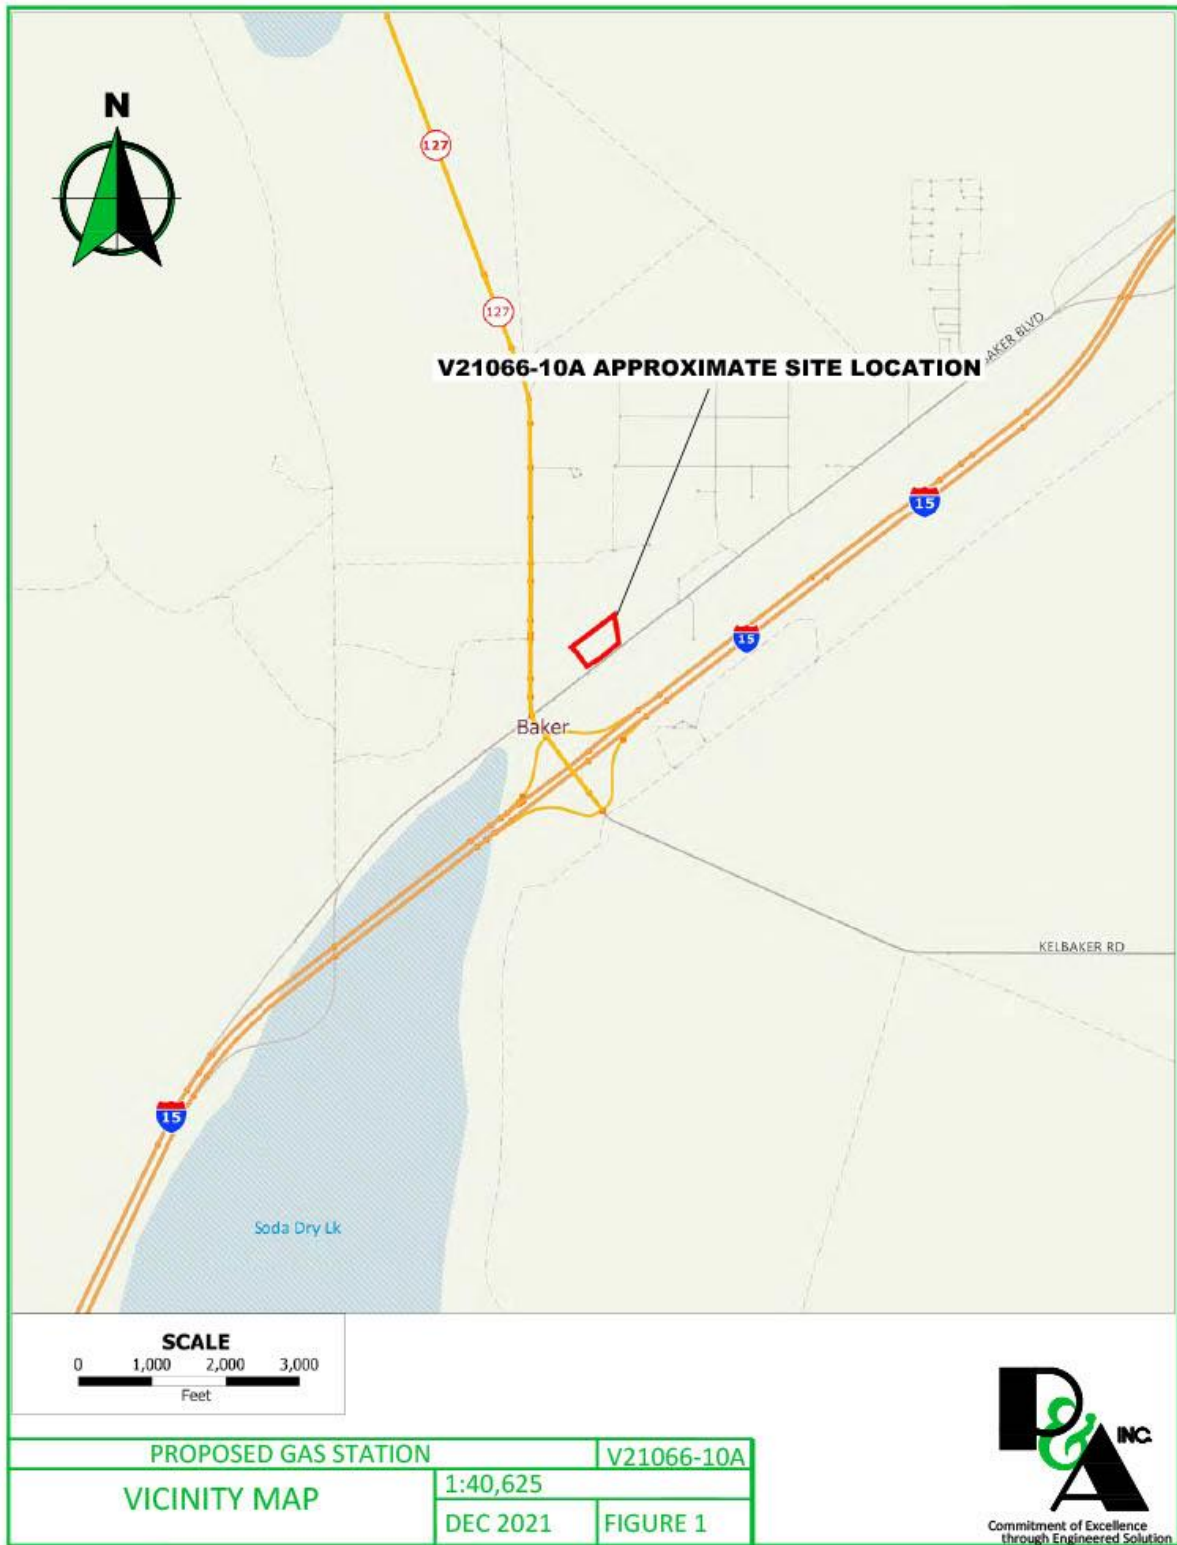 N
127
127
V21066-10A APPROXIMATE SITE LOCATION
AKER BLVD
15
15
Baker
KELBAKER RD
15
Soda Dry Lk
SCALE
0 1,000 2,000 3,000
Feet
PROPOSED GAS STATION V21066-10A
VICINITY MAP
1:40,625
DEC 2021 FIGURE 1
P&A INC.
Commitment of Excellence
through Engineered Solution